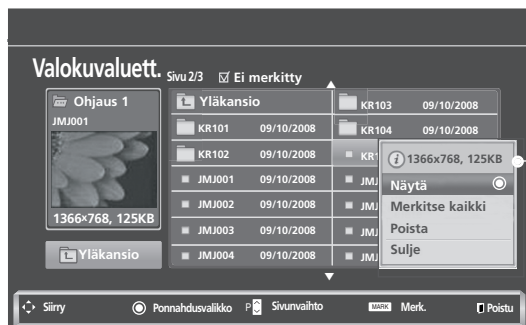 Valokuvaluett. Sivu 2/3 Ei merkitty
Ohjaus 1
JMJ001
1366×768, 125KB
Yläkansio
Yläkansio
KR101 09/10/2008
KR102 09/10/2008
JMJ001 09/10/2008
JMJ002 09/10/2008
JMJ003 09/10/2008
JMJ004 09/10/2008
KR103 09/10/2008
KR104 09/10/2008
1366x768, 125KB
Näytä
Merkitse kaikki
Poista
Sulje
Siirry Ponnahdusvalikko P Sivunvaihto MARK Merk. Poistu